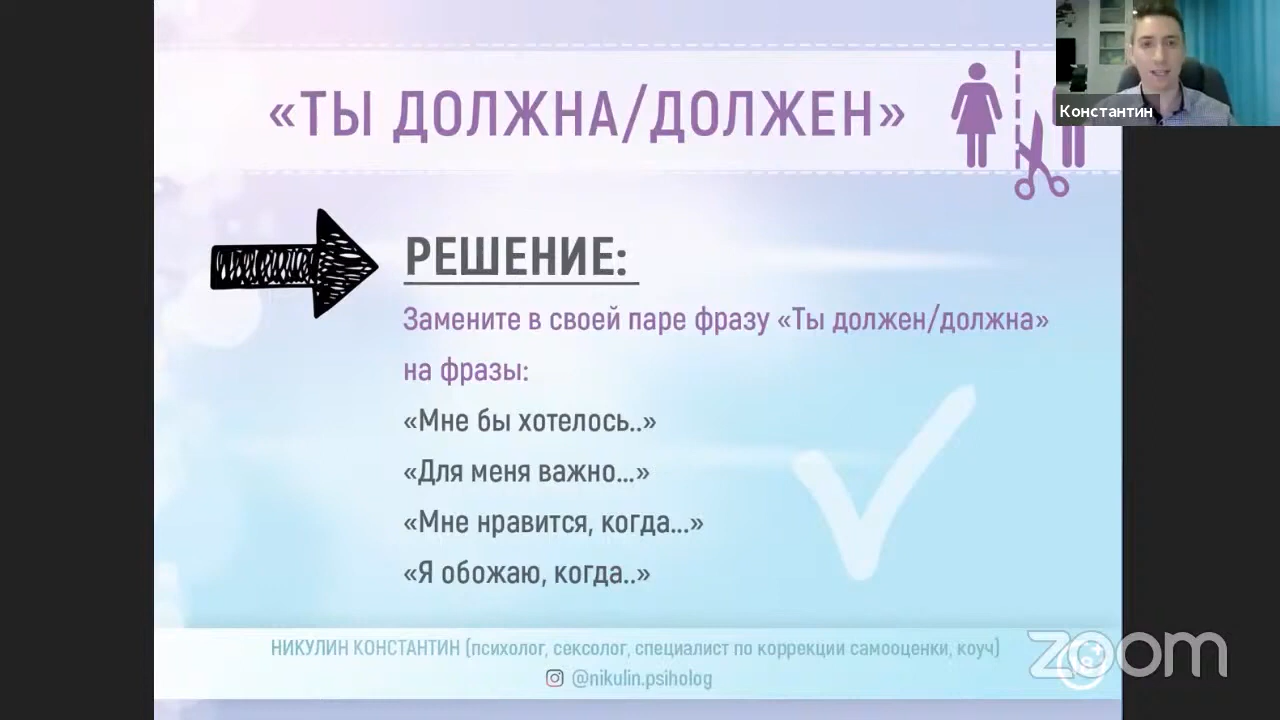 «ТЫ ДОЛЖНА/ДОЛЖЕН»
Константин
РЕШЕНИЕ:
Замените в своей паре фразу «Ты должен/должна»
на фразы:
«Мне бы хотелось..»
«Для меня важно...»
«Мне нравится, когда...»
«Я обожаю, когда..»
НИКУЛИН КОНСТАНТИН (психолог, сексолог, специалист по коррекции самооценки, коуч)
@nikulin.psiholog
zoom